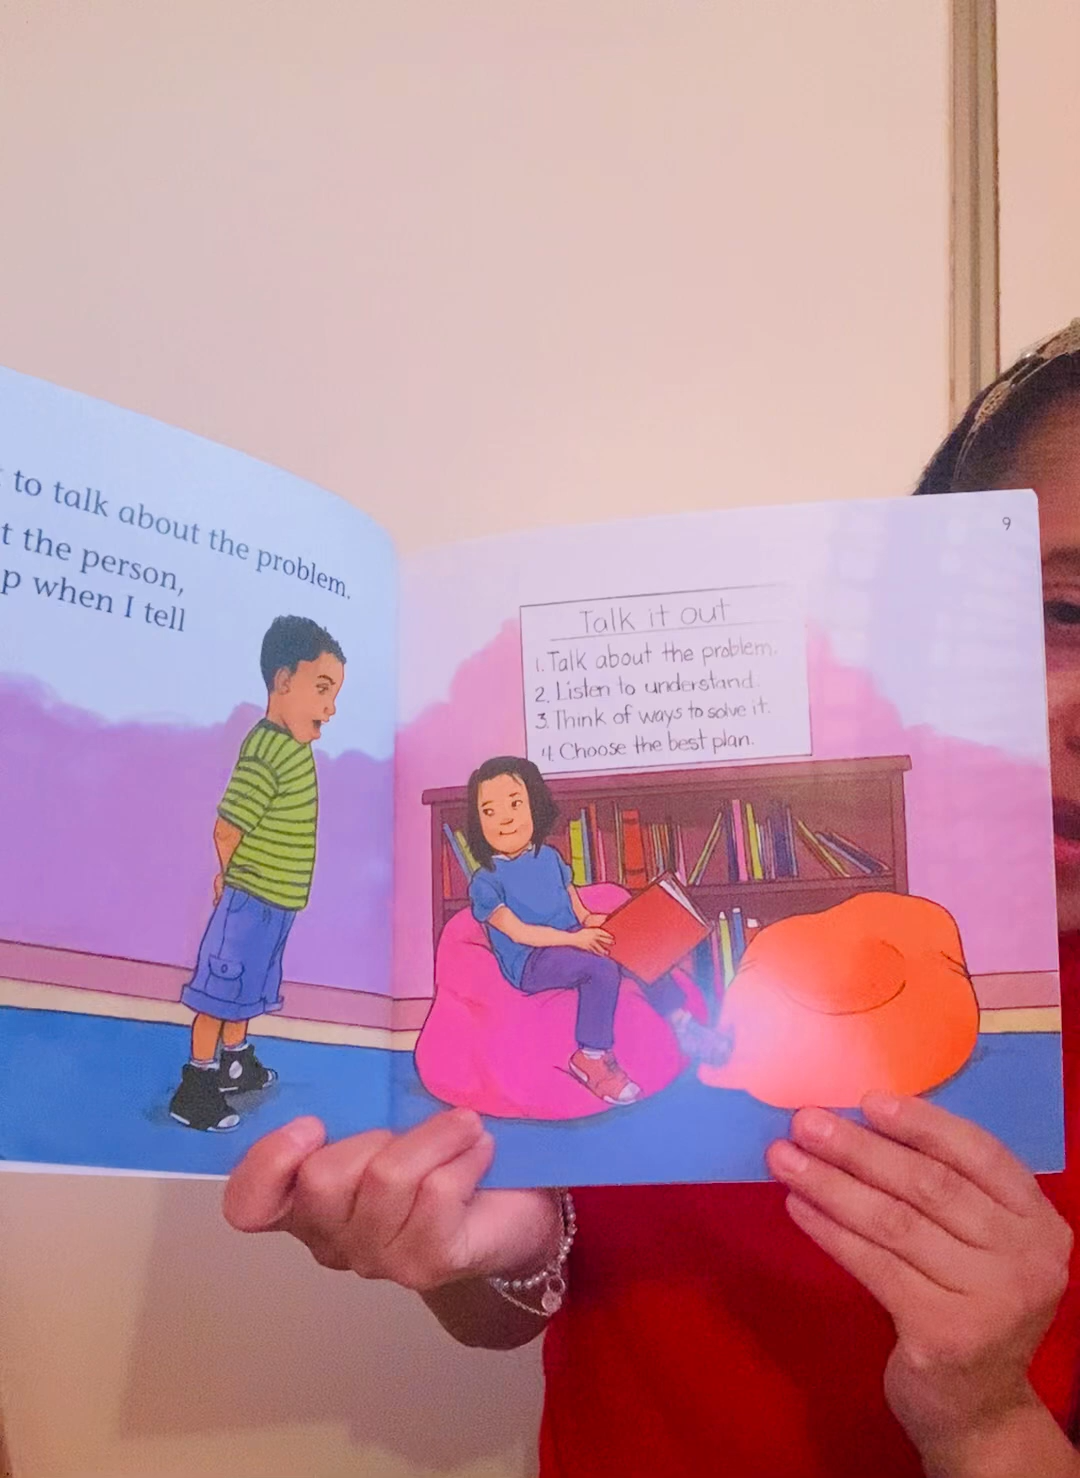 to talk about the problem.
t the person,
p when I tell
9
Talk it out
1. Talk about the problem.
2. Listen to understand.
3. Think of ways to solve it.
4. Choose the best plan.